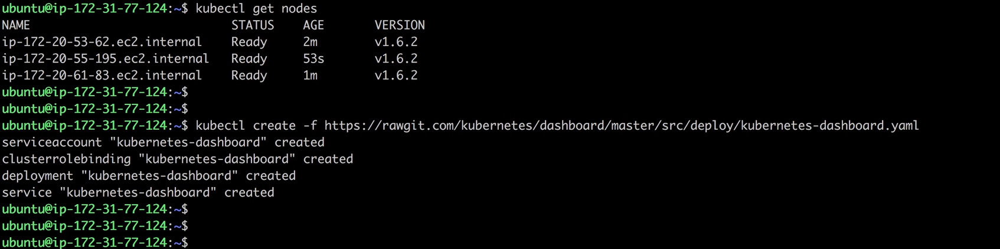 ubuntu@ip-172-31-77-124:~$ kubectl get nodes
NAME                            STATUS    AGE       VERSION
ip-172-20-53-62.ec2.internal    Ready     2m        v1.6.2
ip-172-20-55-195.ec2.internal   Ready     53s       v1.6.2
ip-172-20-61-83.ec2.internal    Ready     1m        v1.6.2
ubuntu@ip-172-31-77-124:~$
ubuntu@ip-172-31-77-124:~$
ubuntu@ip-172-31-77-124:~$ kubectl create -f https://rawgit.com/kubernetes/dashboard/master/src/deploy/kubernetes-dashboard.yaml
serviceaccount "kubernetes-dashboard" created
clusterrolebinding "kubernetes-dashboard" created
deployment "kubernetes-dashboard" created
service "kubernetes-dashboard" created
ubuntu@ip-172-31-77-124:~$
ubuntu@ip-172-31-77-124:~$
ubuntu@ip-172-31-77-124:~$